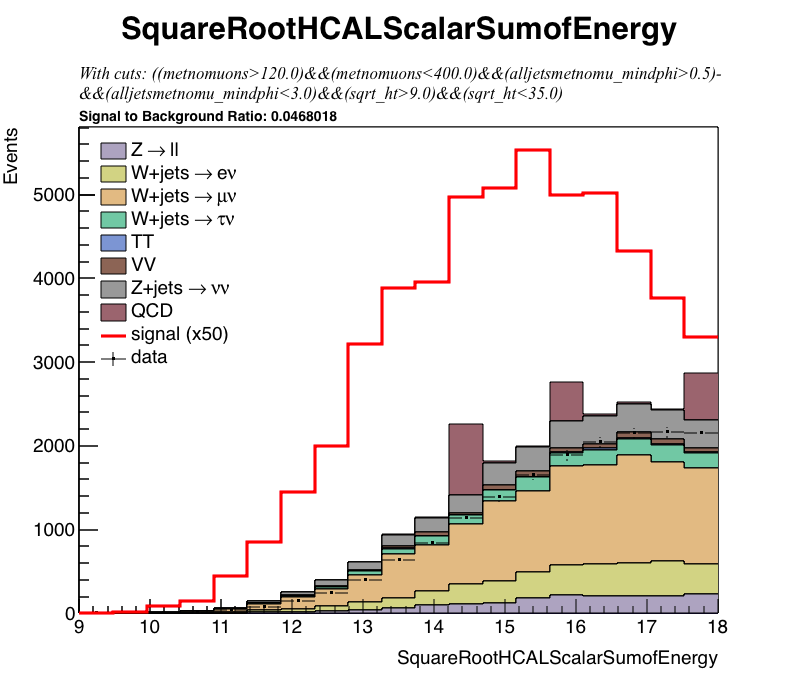 SquareRootHCALScalarSumofEnergy
With cuts: ((metnomuons>120.0)&&(metnomuons<400.0)&&(alljetsmetnomu_mindphi>0.5)-
&&(alljetsmetnomu_mindphi<3.0)&&(sqrt_ht>9.0)&&(sqrt_ht<35.0)
Signal to Background Ratio: 0.0468018
Events
Z → ll
W+jets → eν
W+jets → μν
W+jets → τν
TT
VV
Z+jets → νν
QCD
signal (x50)
data
5000
4000
3000
2000
1000
0
9 10 11 12 13 14 15 16 17 18
SquareRootHCALScalarSumofEnergy